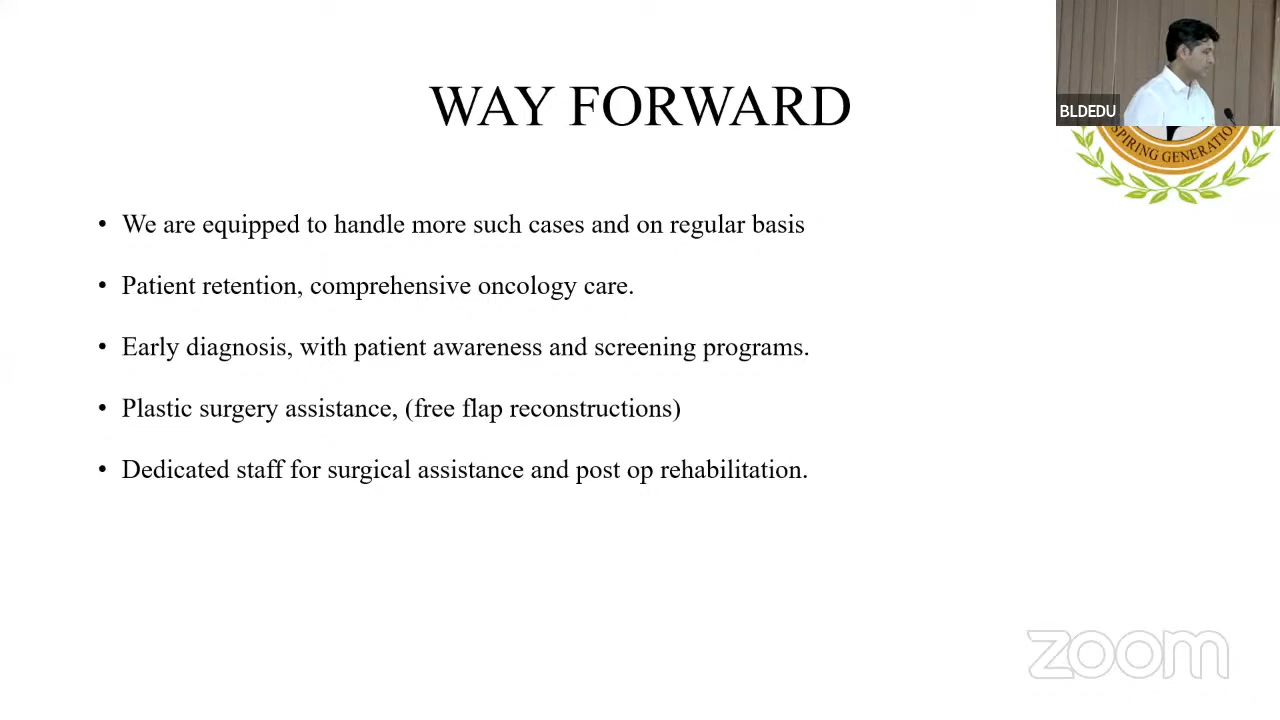 WAY FORWARD
BLDEDU
SPIRING GENERATION
• We are equipped to handle more such cases and on regular basis
• Patient retention, comprehensive oncology care.
• Early diagnosis, with patient awareness and screening programs.
• Plastic surgery assistance, (free flap reconstructions)
• Dedicated staff for surgical assistance and post op rehabilitation.
zoom